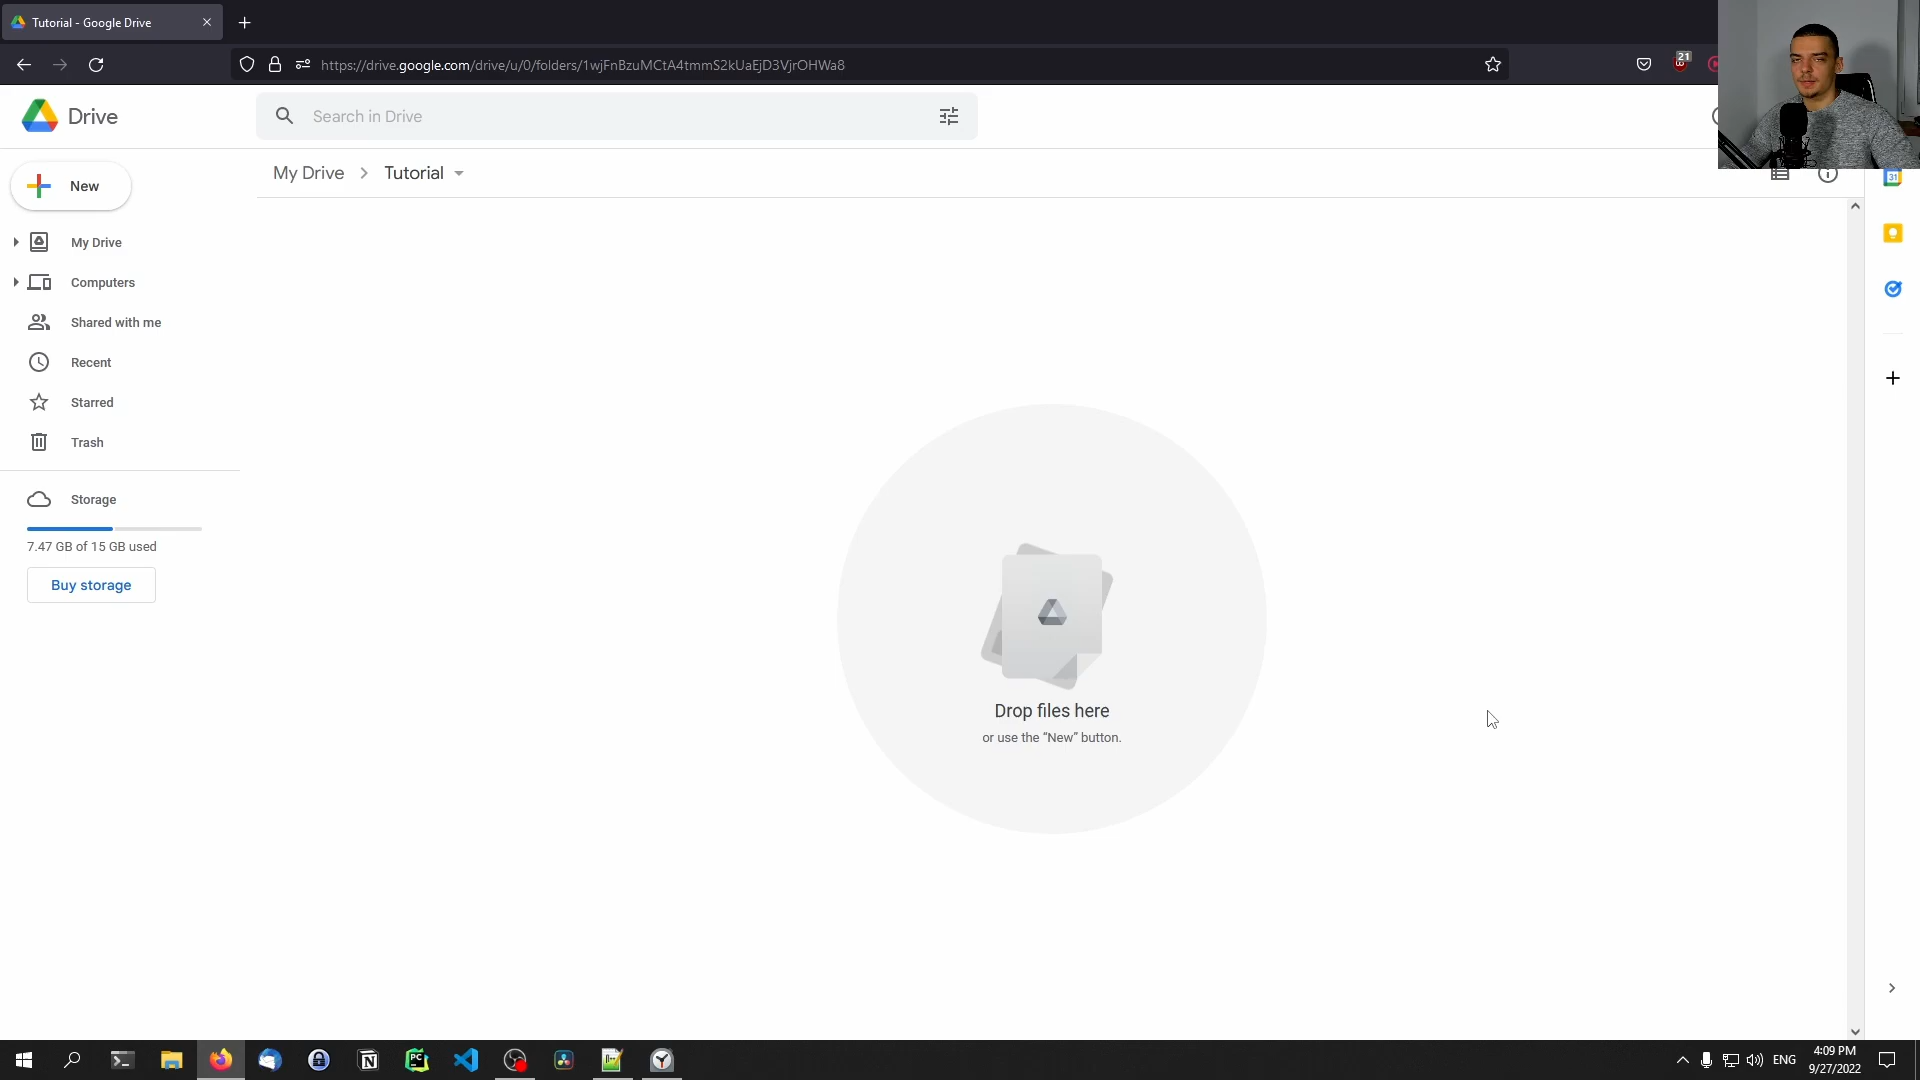 Tutorial - Google Drive
https://drive.google.com/drive/u/0/folders/1wjFnBzuMCtA4tmmS2kUaEjD3VjrOHWa8
21
Drive
Search in Drive
My Drive
Tutorial
31
New
My Drive
Computers
Shared with me
Recent
Starred
Trash
Storage
7.47 GB of 15 GB used
Buy storage
Drop files here
or use the “New” button.
N
PC
ENG
4:09 PM
9/27/2022